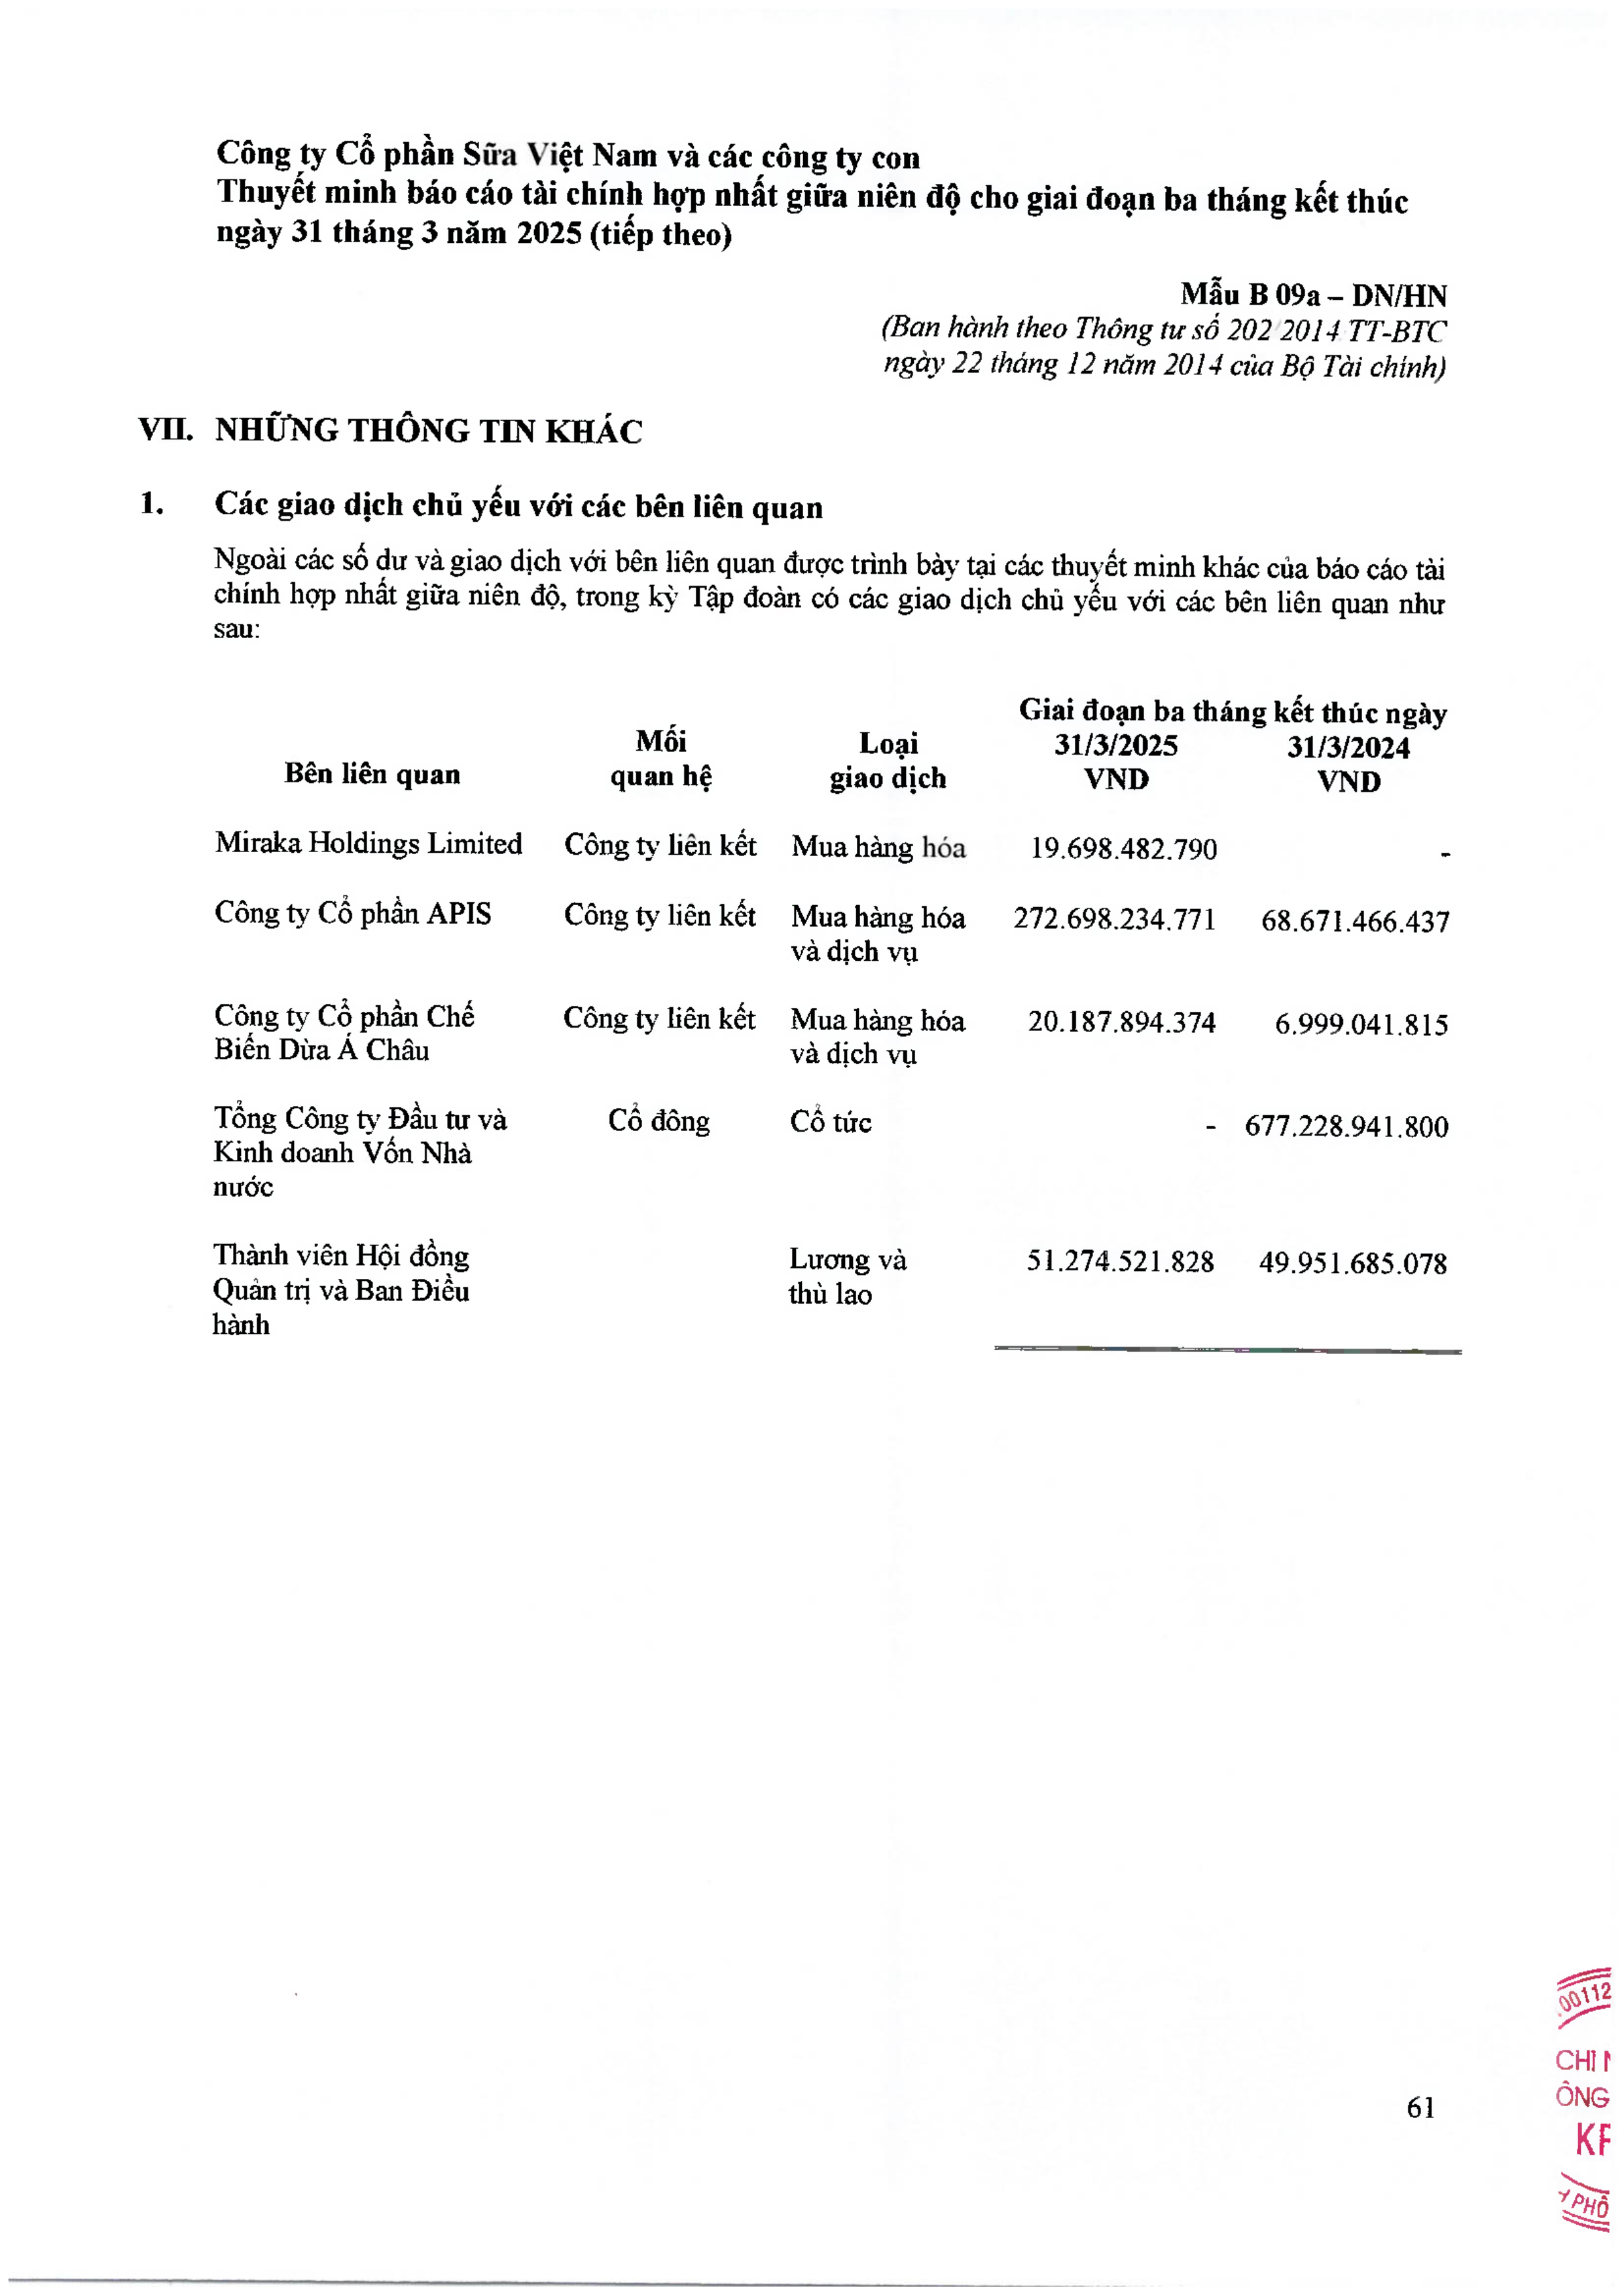 Công ty Cổ phần Sữa Việt Nam và các công ty con
Thuyết minh báo cáo tài chính hợp nhất giữa niên độ cho giai đoạn ba tháng kết thúc
ngày 31 tháng 3 năm 2025 (tiếp theo)
Mẫu B 09a – DN/HN
(Ban hành theo Thông tư số 202/2014/TT-BTC
ngày 22 tháng 12 năm 2014 của Bộ Tài chính)
VII. NHỮNG THÔNG TIN KHÁC
1. Các giao dịch chủ yếu với các bên liên quan
Ngoài các số dư và giao dịch với bên liên quan được trình bày tại các thuyết minh khác của báo cáo tài
chính hợp nhất giữa niên độ, trong kỳ Tập đoàn có các giao dịch chủ yếu với các bên liên quan như
sau:
Giai đoạn ba tháng kết thúc ngày
Mối Loại 31/3/2025 31/3/2024
Bên liên quan quan hệ giao dịch VND VND
Miraka Holdings Limited Công ty liên kết Mua hàng hóa 19.698.482.790 -
Công ty Cổ phần APIS Công ty liên kết Mua hàng hóa 272.698.234.771 68.671.466.437
và dịch vụ
Công ty Cổ phần Chế Công ty liên kết Mua hàng hóa 20.187.894.374 6.999.041.815
Biến Dừa Á Châu và dịch vụ
Tổng Công ty Đầu tư và Cổ đông Cổ tức - 677.228.941.800
Kinh doanh Vốn Nhà
nước
Thành viên Hội đồng Lương và 51.274.521.828 49.951.685.078
Quản trị và Ban Điều thù lao
hành
00112
CHI
ÔNG
61
PHỐ